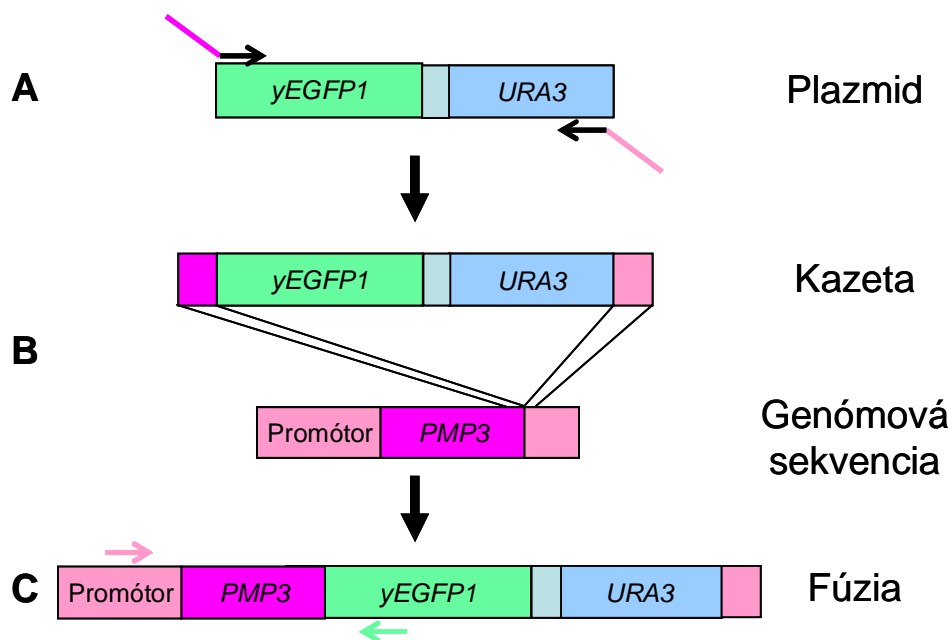 A
yEGFP1
URA3
Plazmid
yEGFP1
URA3
Kazeta
B
Promótor
PMP3
Genómová
sekvencia
C
Promótor
PMP3
yEGFP1
URA3
Fúzia